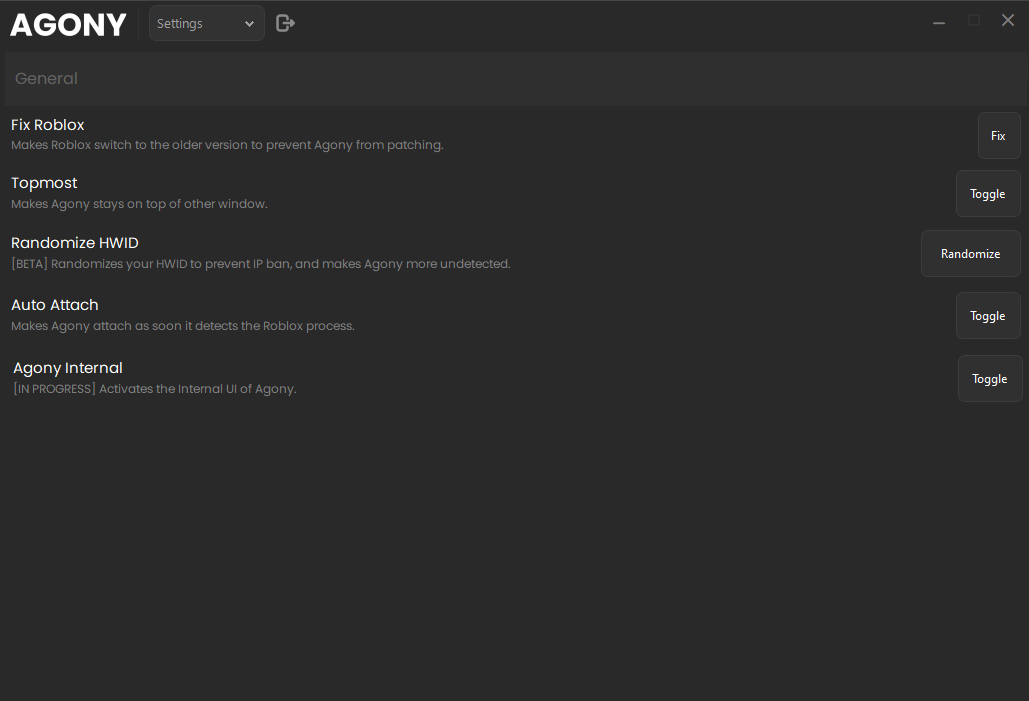 AGONY
Settings
General
Fix Roblox
Makes Roblox switch to the older version to prevent Agony from patching.
Fix
Topmost
Makes Agony stays on top of other window.
Toggle
Randomize HWID
[BETA] Randomizes your HWID to prevent IP ban, and makes Agony more undetected.
Randomize
Auto Attach
Makes Agony attach as soon it detects the Roblox process.
Toggle
Agony Internal
[IN PROGRESS] Activates the Internal UI of Agony.
Toggle